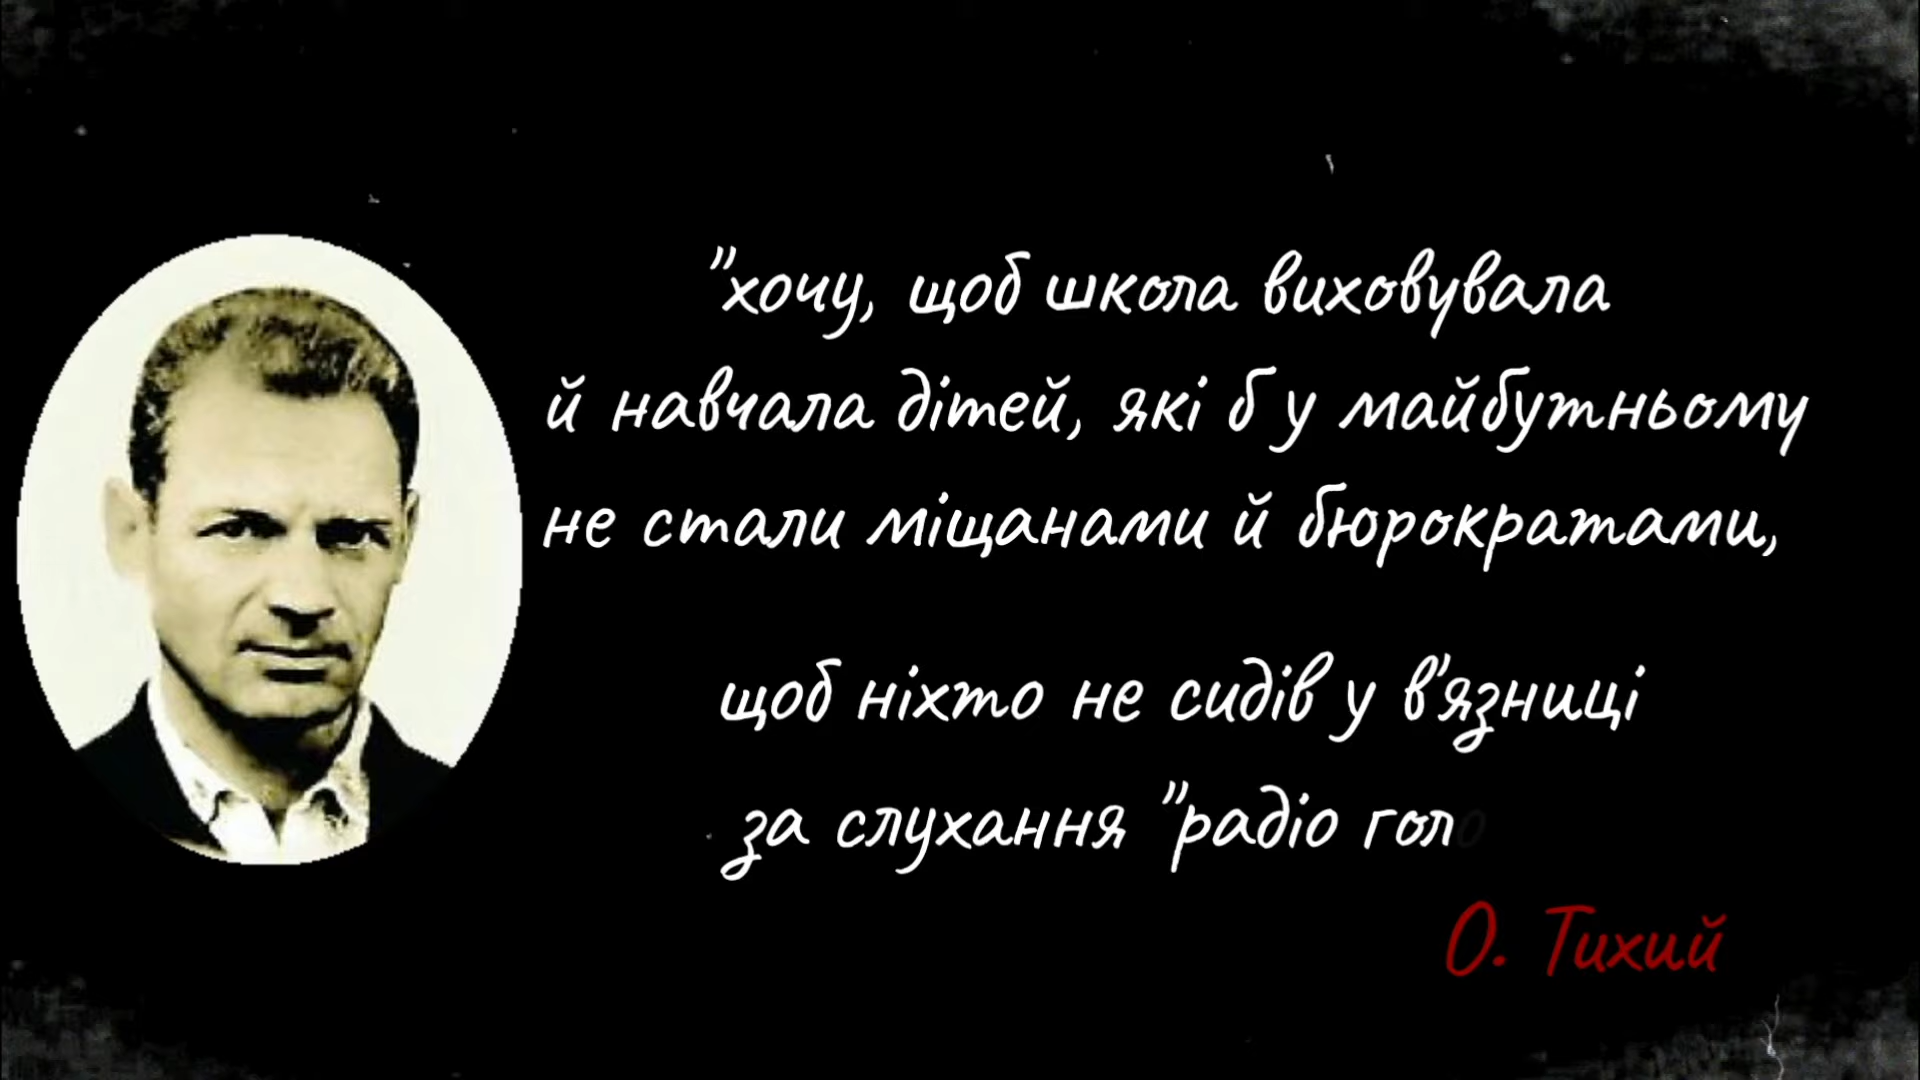 "хочу, щоб школа виховувала
й навчала дітей, які б у майбутньому
не стали міщанами й бюрократами,
щоб ніхто не сидів у в'язниці
за слухання "радіо голо
О. Тихий